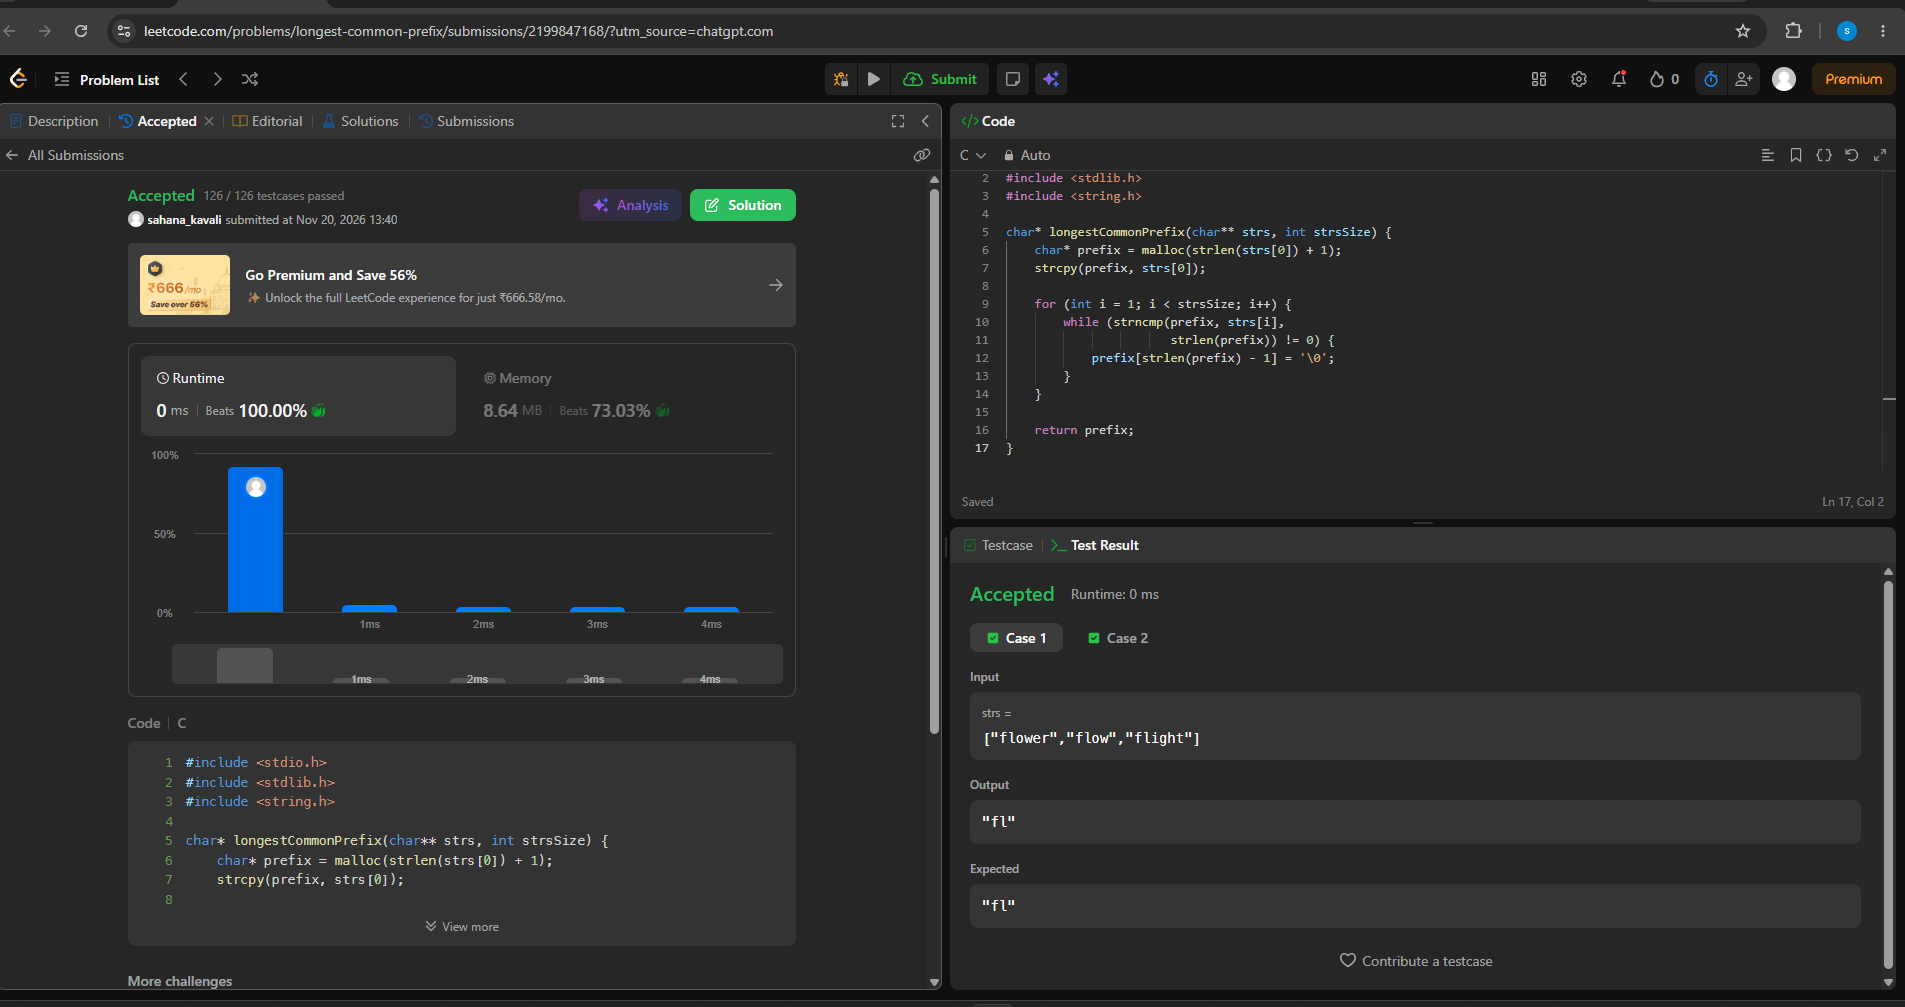 leetcode.com/problems/longest-common-prefix/submissions/2199847168/?utm_source=chatgpt.com
s
Problem List
Submit
0
Premium
Description
Accepted
Editorial
Solutions
Submissions
All Submissions
Accepted 126 / 126 testcases passed
sahana_kavali submitted at Nov 20, 2026 13:40
Analysis
Solution
₹666 /mo
Save over 56%
Go Premium and Save 56%
Unlock the full LeetCode experience for just ₹666.58/mo.
Runtime
0 ms Beats 100.00%
Memory
8.64 MB Beats 73.03%
100%
50%
0%
1ms 2ms 3ms 4ms
1ms 2ms 3ms 4ms
Code C
1 #include <stdio.h>
2 #include <stdlib.h>
3 #include <string.h>
4
5 char* longestCommonPrefix(char** strs, int strsSize) {
6     char* prefix = malloc(strlen(strs[0]) + 1);
7     strcpy(prefix, strs[0]);
8
View more
More challenges
</> Code
C
Auto
2 #include <stdlib.h>
3 #include <string.h>
4
5 char* longestCommonPrefix(char** strs, int strsSize) {
6     char* prefix = malloc(strlen(strs[0]) + 1);
7     strcpy(prefix, strs[0]);
8
9     for (int i = 1; i < strsSize; i++) {
10         while (strncmp(prefix, strs[i],
11                        strlen(prefix)) != 0) {
12             prefix[strlen(prefix) - 1] = '\0';
13         }
14     }
15
16     return prefix;
17 }
Saved
Ln 17, Col 2
Testcase
Test Result
Accepted Runtime: 0 ms
Case 1
Case 2
Input
strs =
["flower","flow","flight"]
Output
"fl"
Expected
"fl"
Contribute a testcase